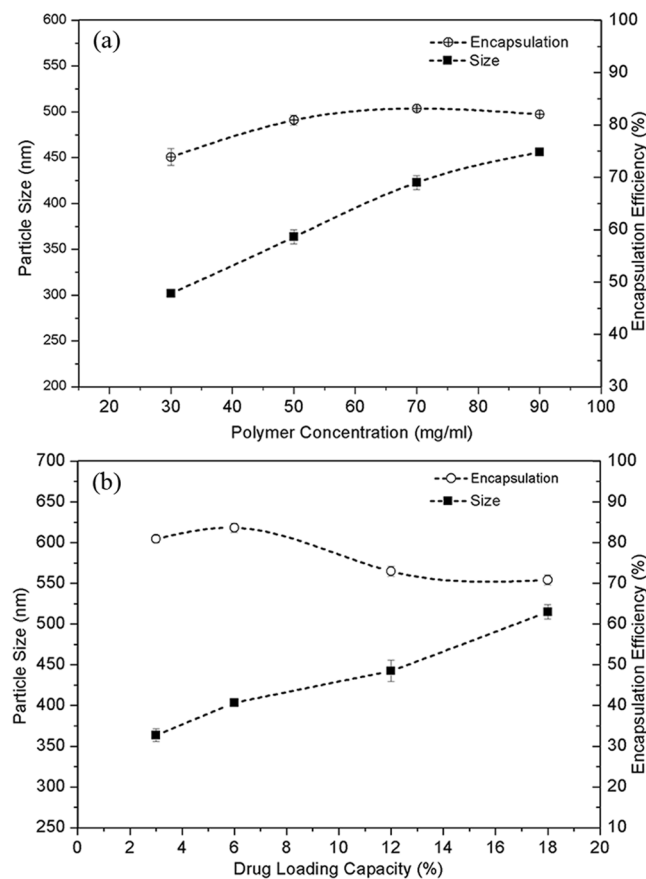 (a)
Encapsulation
Size
600
550
500
450
400
350
300
250
200
Particle Size (nm)
100
90
80
70
60
50
40
30
Encapsulation Efficiency (%)
20 30 40 50 60 70 80 90 100
Polymer Concentration (mg/ml)
(b)
Encapsulation
Size
700
650
600
550
500
450
400
350
300
250
Particle Size (nm)
100
90
80
70
60
50
40
30
20
10
Encapsulation Efficiency (%)
0 2 4 6 8 10 12 14 16 18 20
Drug Loading Capacity (%)